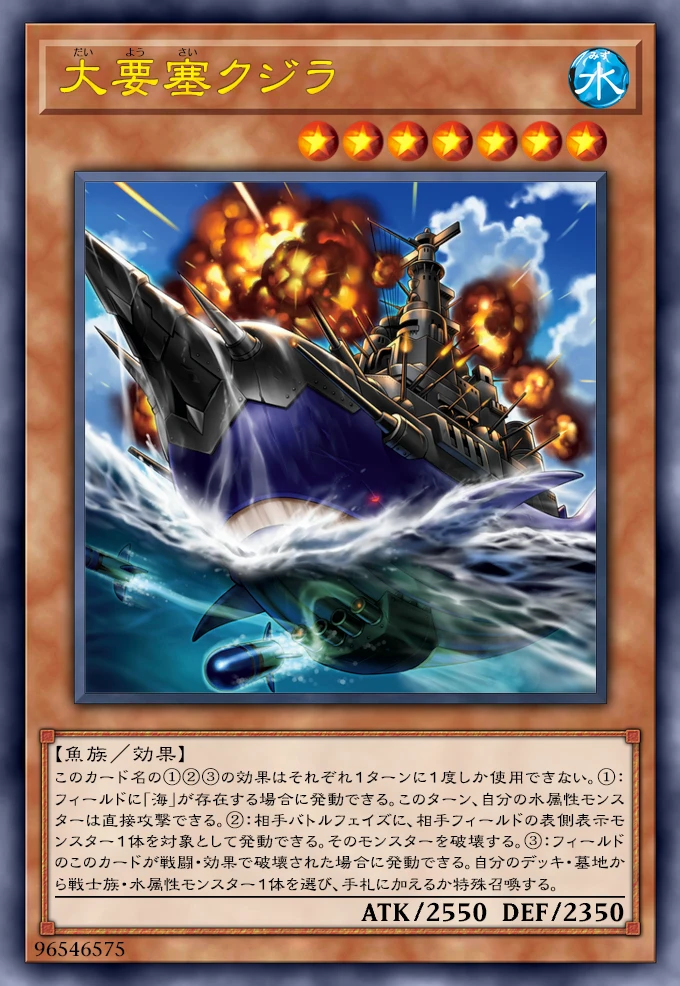 だい よう さい
大要塞クジラ
みず
水
【魚族／効果】
このカード名の①②③の効果はそれぞれ1ターンに1度しか使用できない。①：
フィールドに「海」が存在する場合に発動できる。このターン、自分の水属性モンス
ターは直接攻撃できる。②：相手バトルフェイズに、相手フィールドの表側表示モ
ンスター1体を対象として発動できる。そのモンスターを破壊する。③：フィールド
のこのカードが戦闘・効果で破壊された場合に発動できる。自分のデッキ・墓地か
ら戦士族・水属性モンスター1体を選び、手札に加えるか特殊召喚する。
ATK/2550 DEF/2350
96546575